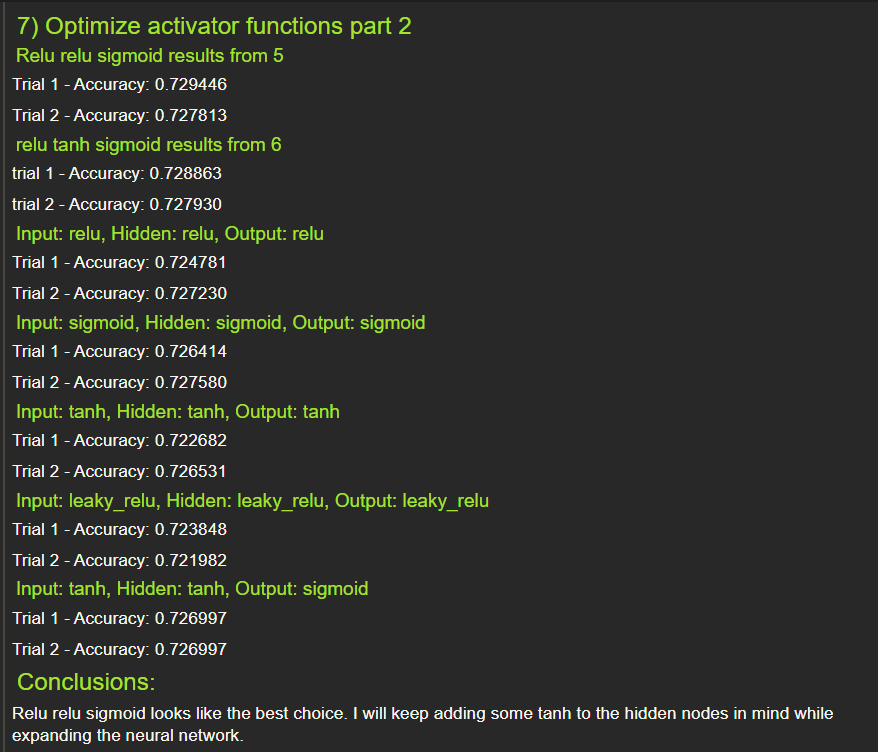 7) Optimize activator functions part 2
Relu relu sigmoid results from 5
Trial 1 - Accuracy: 0.729446
Trial 2 - Accuracy: 0.727813
relu tanh sigmoid results from 6
trial 1 - Accuracy: 0.728863
trial 2 - Accuracy: 0.727930
Input: relu, Hidden: relu, Output: relu
Trial 1 - Accuracy: 0.724781
Trial 2 - Accuracy: 0.727230
Input: sigmoid, Hidden: sigmoid, Output: sigmoid
Trial 1 - Accuracy: 0.726414
Trial 2 - Accuracy: 0.727580
Input: tanh, Hidden: tanh, Output: tanh
Trial 1 - Accuracy: 0.722682
Trial 2 - Accuracy: 0.726531
Input: leaky_relu, Hidden: leaky_relu, Output: leaky_relu
Trial 1 - Accuracy: 0.723848
Trial 2 - Accuracy: 0.721982
Input: tanh, Hidden: tanh, Output: sigmoid
Trial 1 - Accuracy: 0.726997
Trial 2 - Accuracy: 0.726997
Conclusions:
Relu relu sigmoid looks like the best choice. I will keep adding some tanh to the hidden nodes in mind while
expanding the neural network.